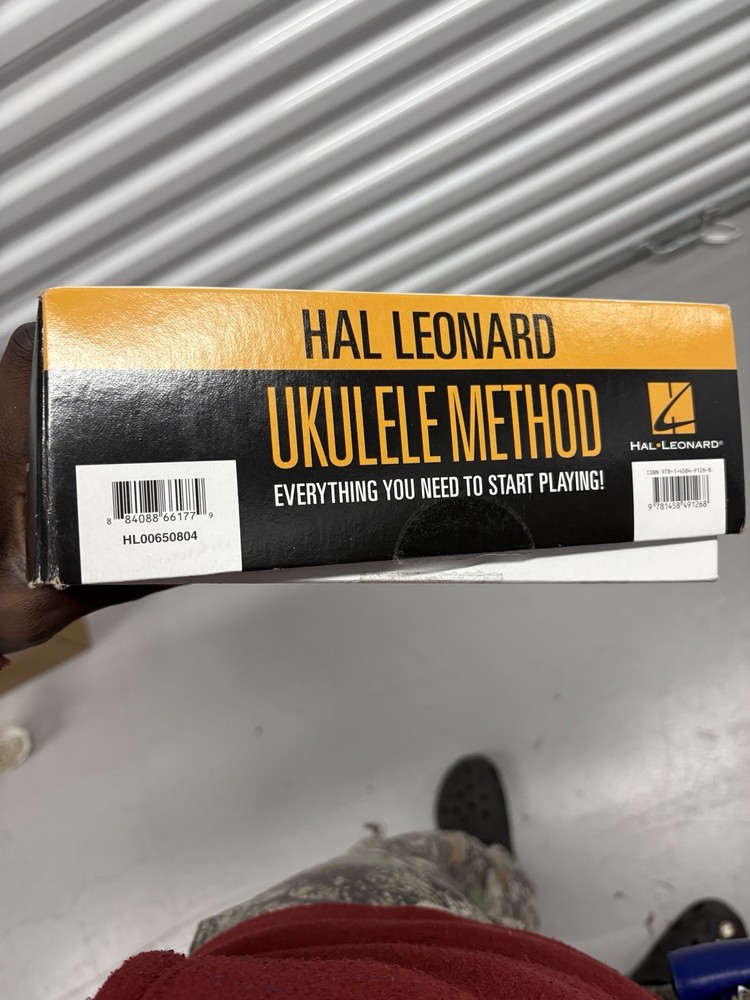 HAL LEONARD
UKULELE METHOD
EVERYTHING YOU NEED TO START PLAYING!
HAL•LEONARD®
8 84088 66177 9
HL00650804
ISBN 978-1-4584-9126-8
9 781458 491268